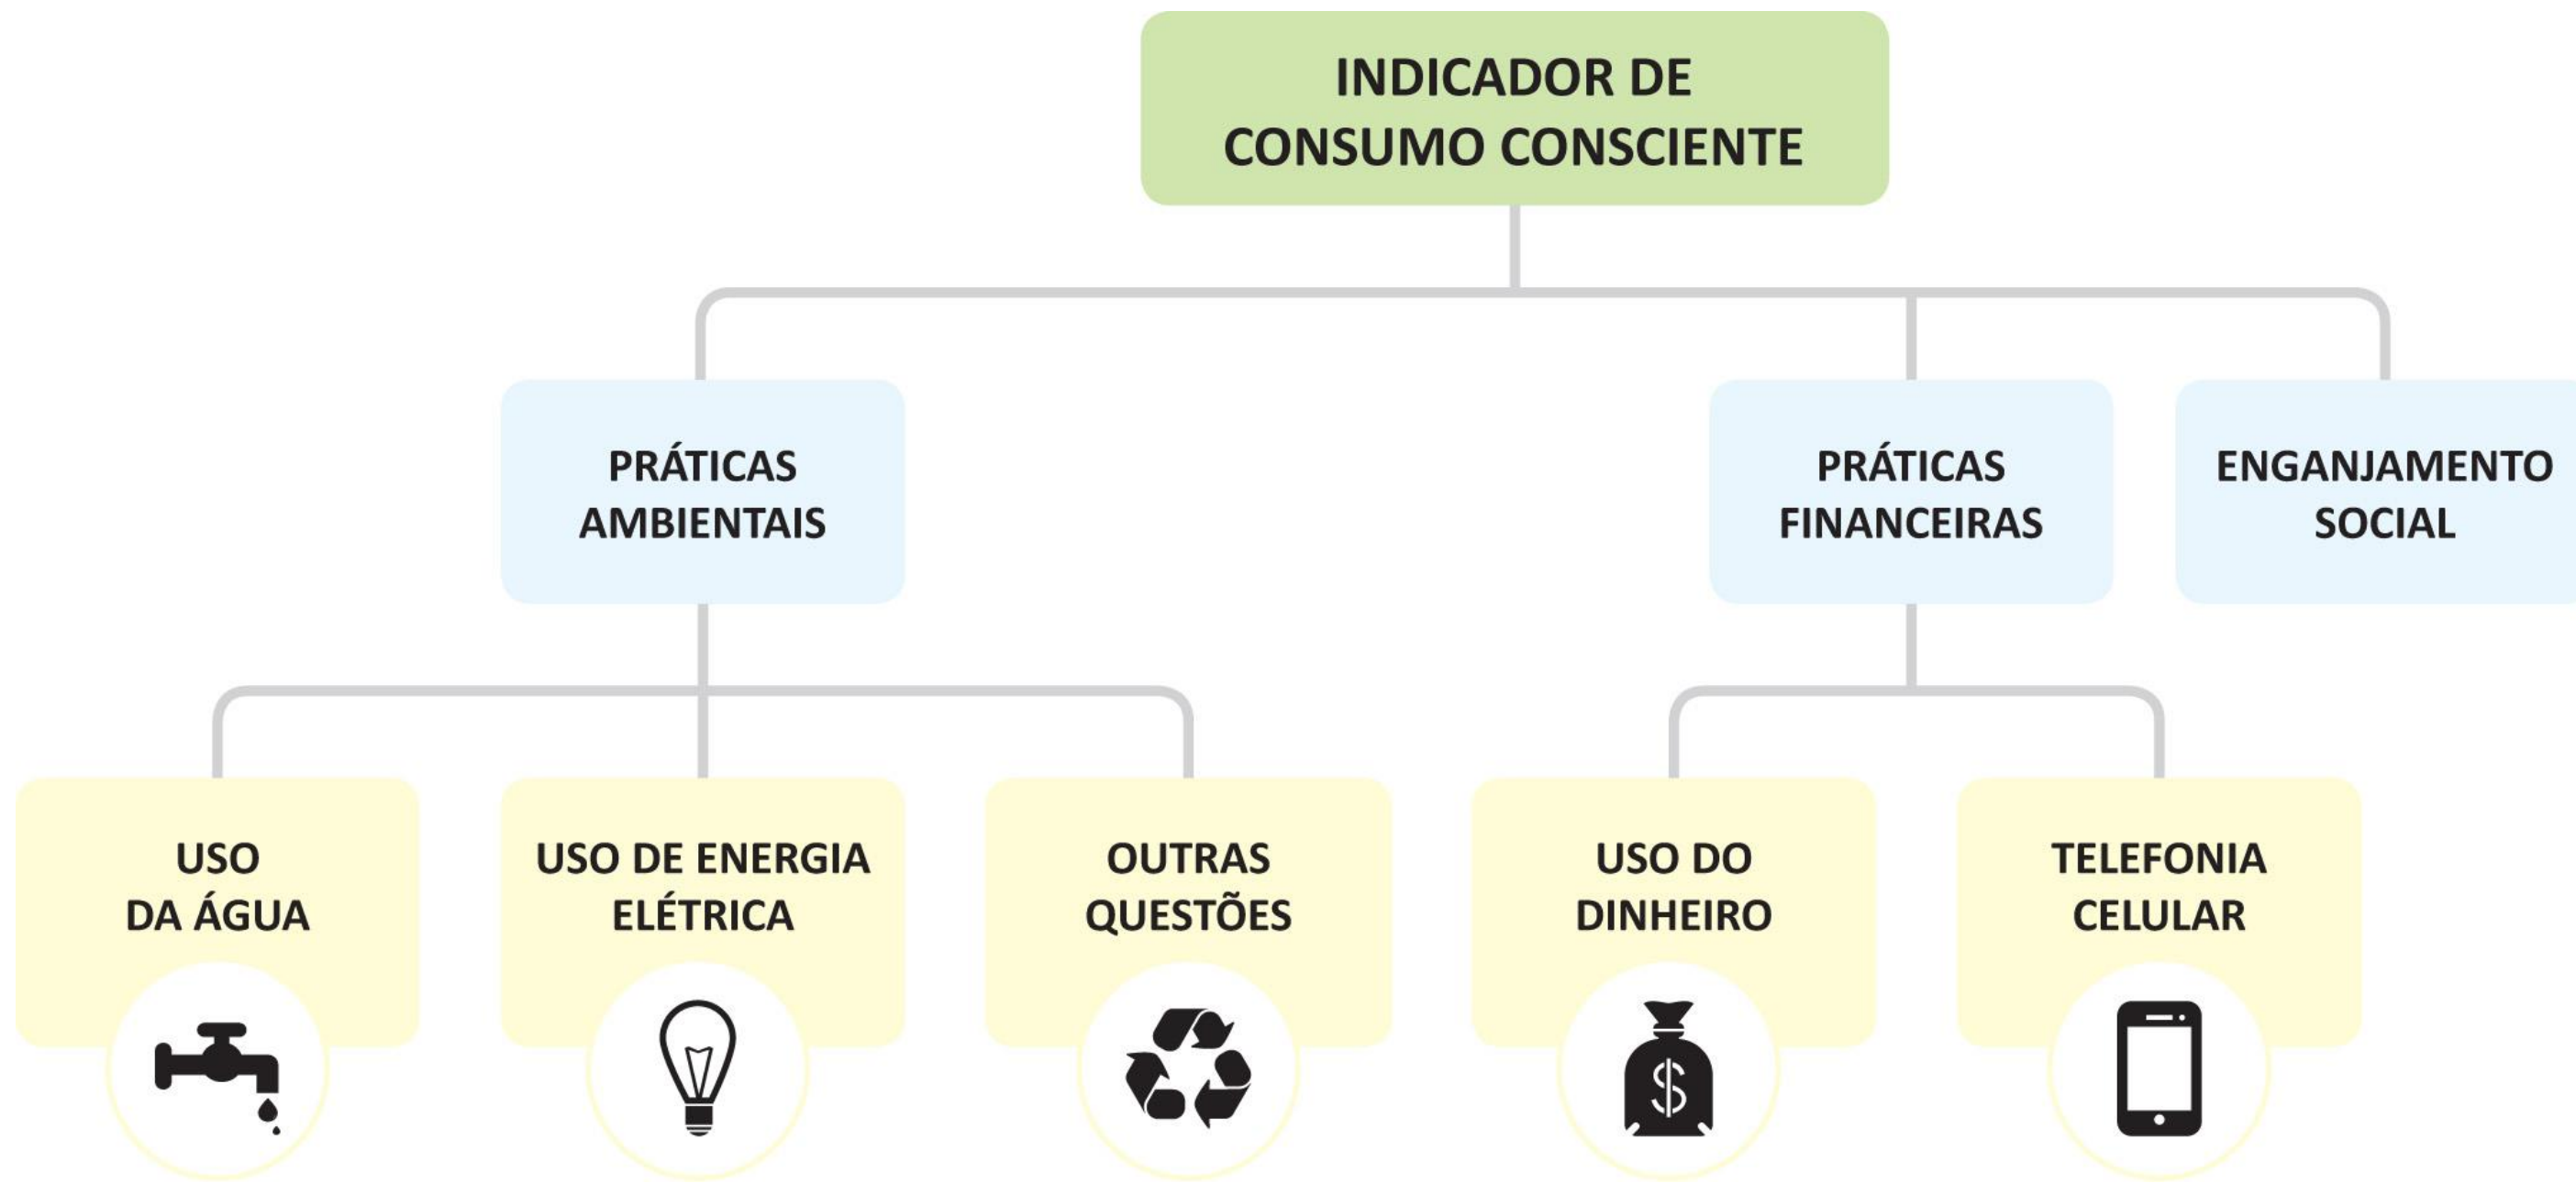 INDICADOR DE
CONSUMO CONSCIENTE
PRÁTICAS
AMBIENTAIS
PRÁTICAS
FINANCEIRAS
ENGANJAMENTO
SOCIAL
USO
DA ÁGUA
USO DE ENERGIA
ELÉTRICA
OUTRAS
QUESTÕES
USO DO
DINHEIRO
$
TELEFONIA
CELULAR